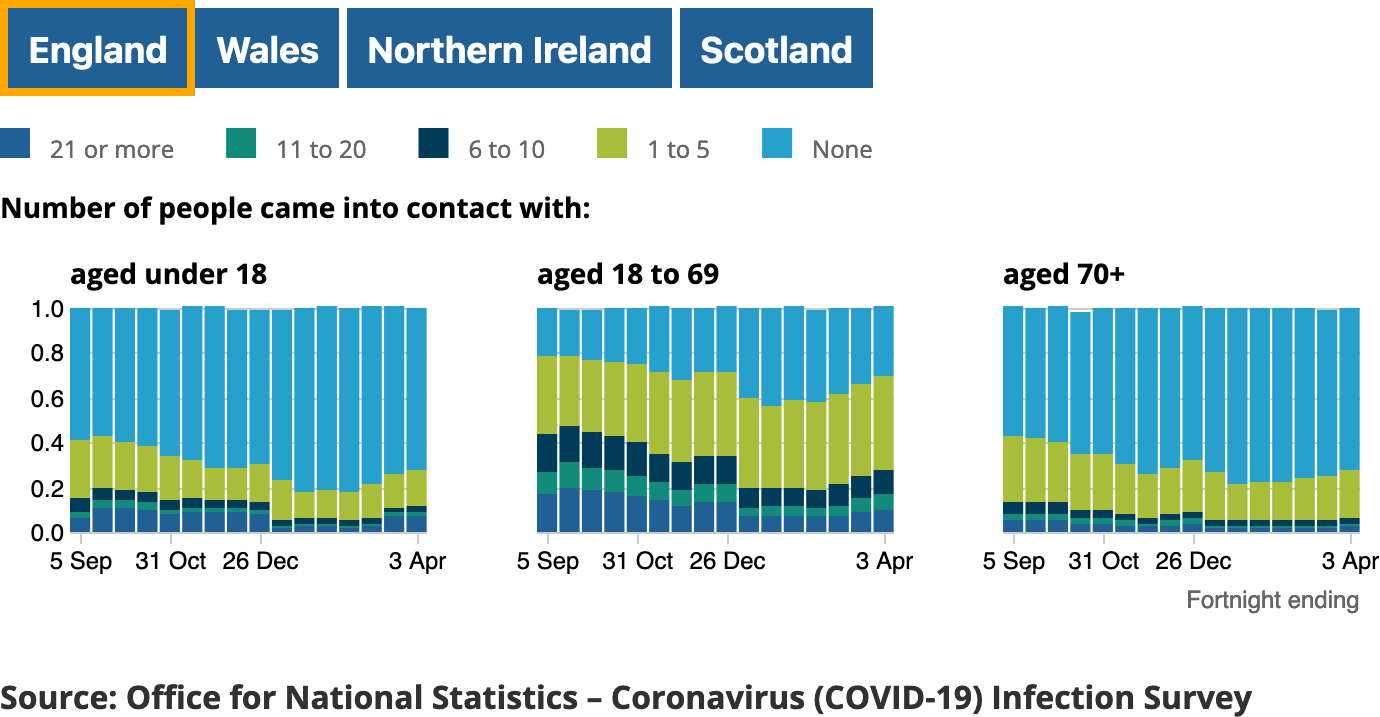 England Wales Northern Ireland Scotland
21 or more 11 to 20 6 to 10 1 to 5 None
Number of people came into contact with:
aged under 18 aged 18 to 69 aged 70+
1.0
0.8
0.6
0.4
0.2
0.0
5 Sep 31 Oct 26 Dec 3 Apr 5 Sep 31 Oct 26 Dec 3 Apr 5 Sep 31 Oct 26 Dec 3 Apr
Fortnight ending
Source: Office for National Statistics – Coronavirus (COVID-19) Infection Survey